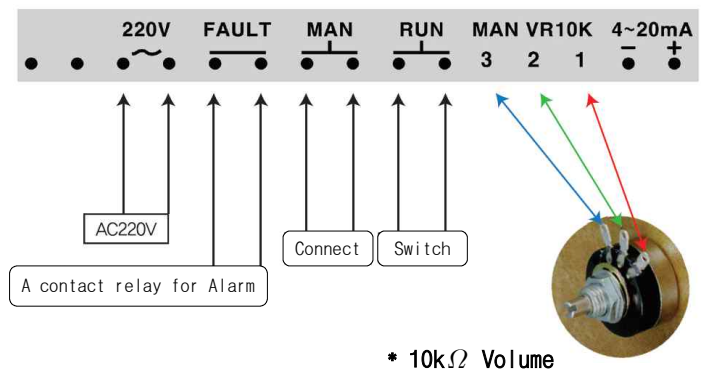 220V FAULT MAN RUN MAN VR10K 4~20mA
~ 3 2 1 − +
AC220V
Connect Switch
A contact relay for Alarm
* 10kΩ Volume